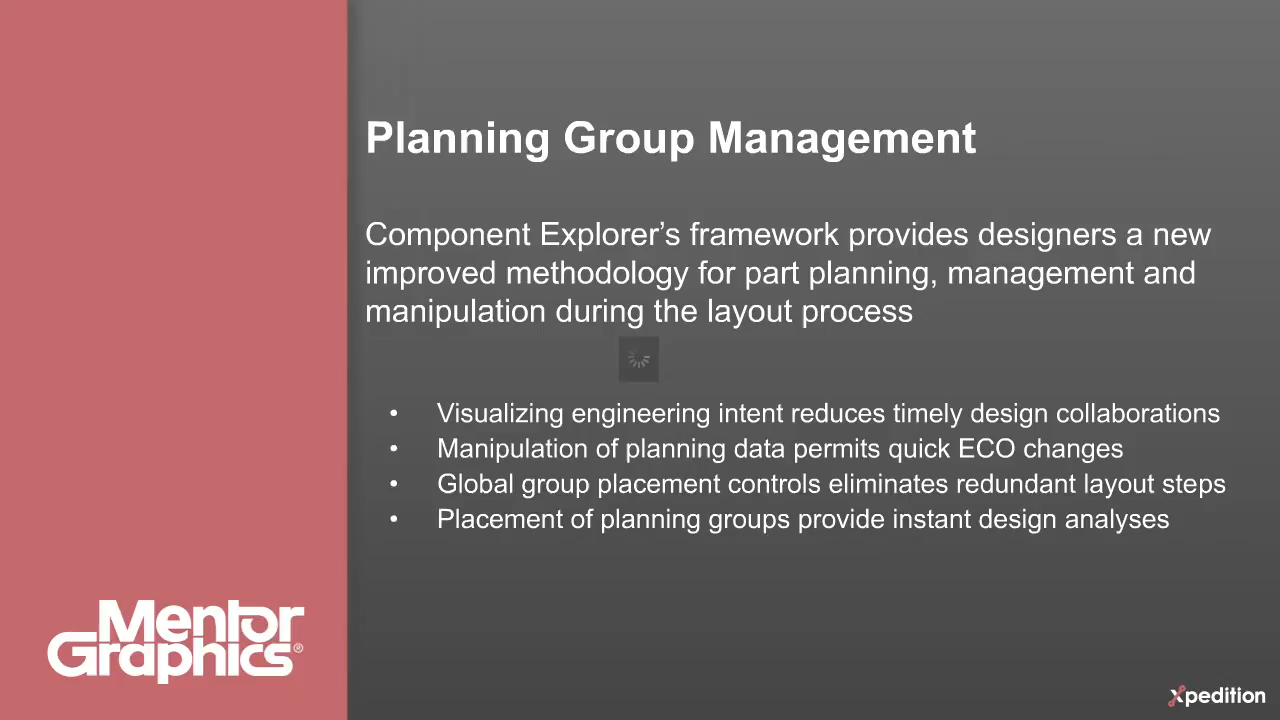 Planning Group Management
Component Explorer’s framework provides designers a new
improved methodology for part planning, management and
manipulation during the layout process
• Visualizing engineering intent reduces timely design collaborations
• Manipulation of planning data permits quick ECO changes
• Global group placement controls eliminates redundant layout steps
• Placement of planning groups provide instant design analyses
Mentor
Graphics®
Xpedition